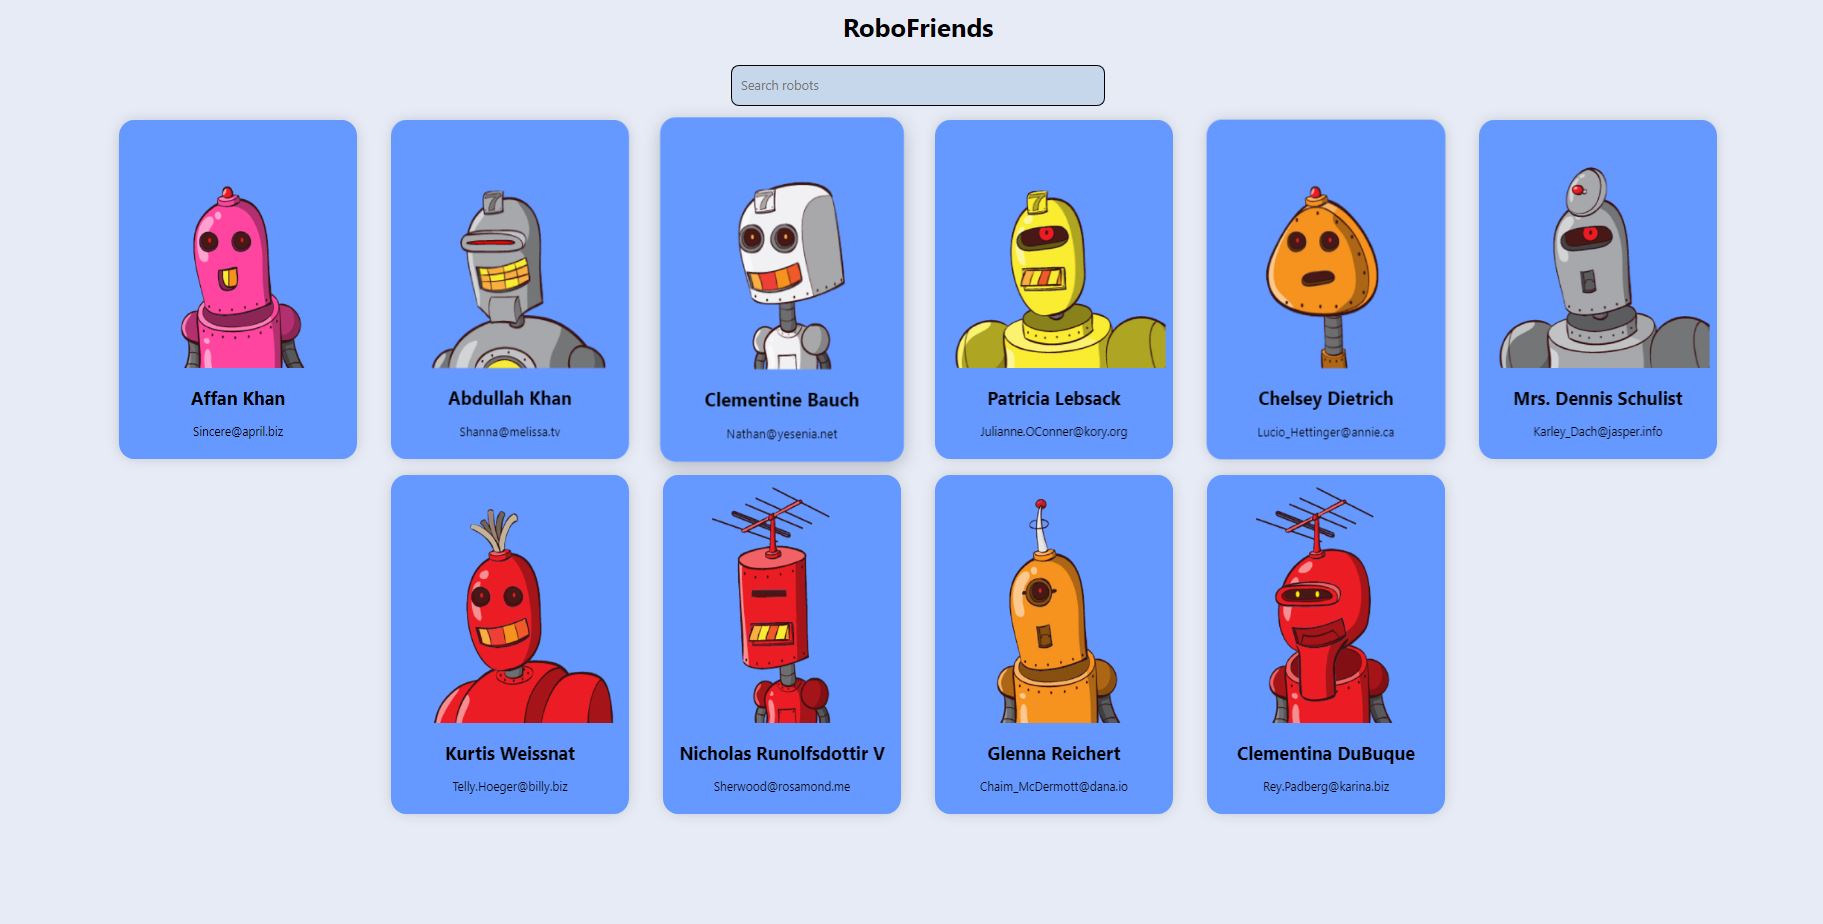 RoboFriends
Search robots
7
7
7
Affan Khan
Sincere@april.biz
Abdullah Khan
Shanna@melissa.tv
Clementine Bauch
Nathan@yesenia.net
Patricia Lebsack
Julianne.OConner@kory.org
Chelsey Dietrich
Lucio_Hettinger@annie.ca
Mrs. Dennis Schulist
Karley_Dach@jasper.info
Kurtis Weissnat
Telly.Hoeger@billy.biz
Nicholas Runolfsdottir V
Sherwood@rosamond.me
Glenna Reichert
Chaim_McDermott@dana.io
Clementina DuBuque
Rey.Padberg@karina.biz